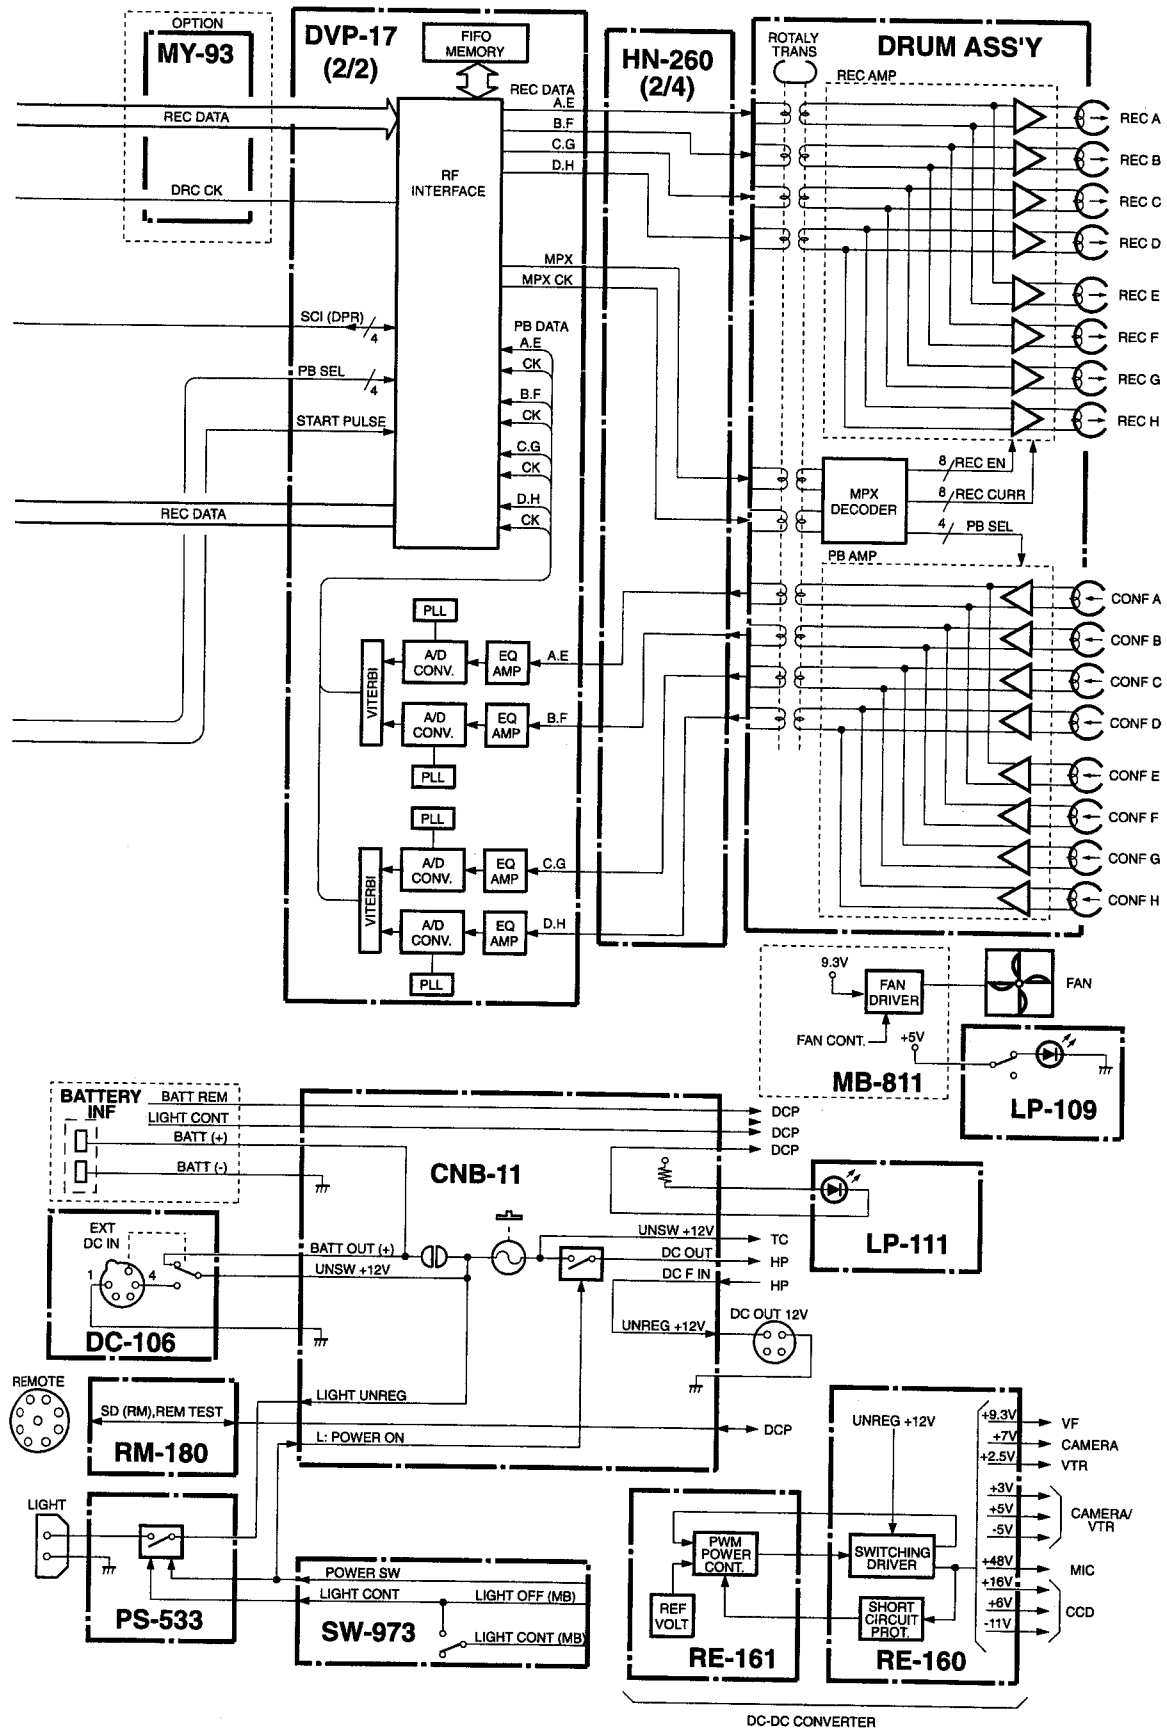 OPTION
MY-93
REC DATA
DRC CK
DVP-17
(2/2)
FIFO
MEMORY
RF
INTERFACE
REC DATA
A.E
B.F
C.G
D.H
MPX
MPX CK
SCI (DPR)
4
PB SEL
4
START PULSE
REC DATA
PB DATA
A.E
CK
B.F
CK
C.G
CK
D.H
CK
HN-260
(2/4)
ROTALY
TRANS
DRUM ASS'Y
REC AMP
REC A
REC B
REC C
REC D
REC E
REC F
REC G
REC H
MPX
DECODER
8
REC EN
8
REC CURR
4
PB SEL
PB AMP
CONF A
CONF B
CONF C
CONF D
CONF E
CONF F
CONF G
CONF H
PLL
VITERBI
A/D
CONV.
EQ
AMP
A.E
A/D
CONV.
EQ
AMP
B.F
PLL
PLL
VITERBI
A/D
CONV.
EQ
AMP
C.G
A/D
CONV.
EQ
AMP
D.H
PLL
9.3V
FAN
DRIVER
FAN
FAN CONT.
+5V
MB-811
LP-109
BATTERY
INF
BATT REM
LIGHT CONT
BATT (+)
BATT (-)
CNB-11
DCP
DCP
DCP
LP-111
EXT
DC IN
1
4
DC-106
BATT OUT (+)
UNSW +12V
UNSW +12V
TC
DC OUT
HP
DC F IN
HP
UNREG +12V
DC OUT 12V
REMOTE
SD (RM),REM TEST
RM-180
LIGHT UNREG
DCP
L: POWER ON
LIGHT
PS-533
POWER SW
LIGHT CONT
LIGHT OFF (MB)
LIGHT CONT (MB)
SW-973
PWM
POWER
CONT.
REF
VOLT
RE-161
UNREG +12V
SWITCHING
DRIVER
SHORT
CIRCUIT
PROT.
RE-160
+9.3V
VF
+7V
CAMERA
+2.5V
VTR
+3V
+5V
-5V
CAMERA/
VTR
+48V
MIC
+16V
+6V
-11V
CCD
DC-DC CONVERTER